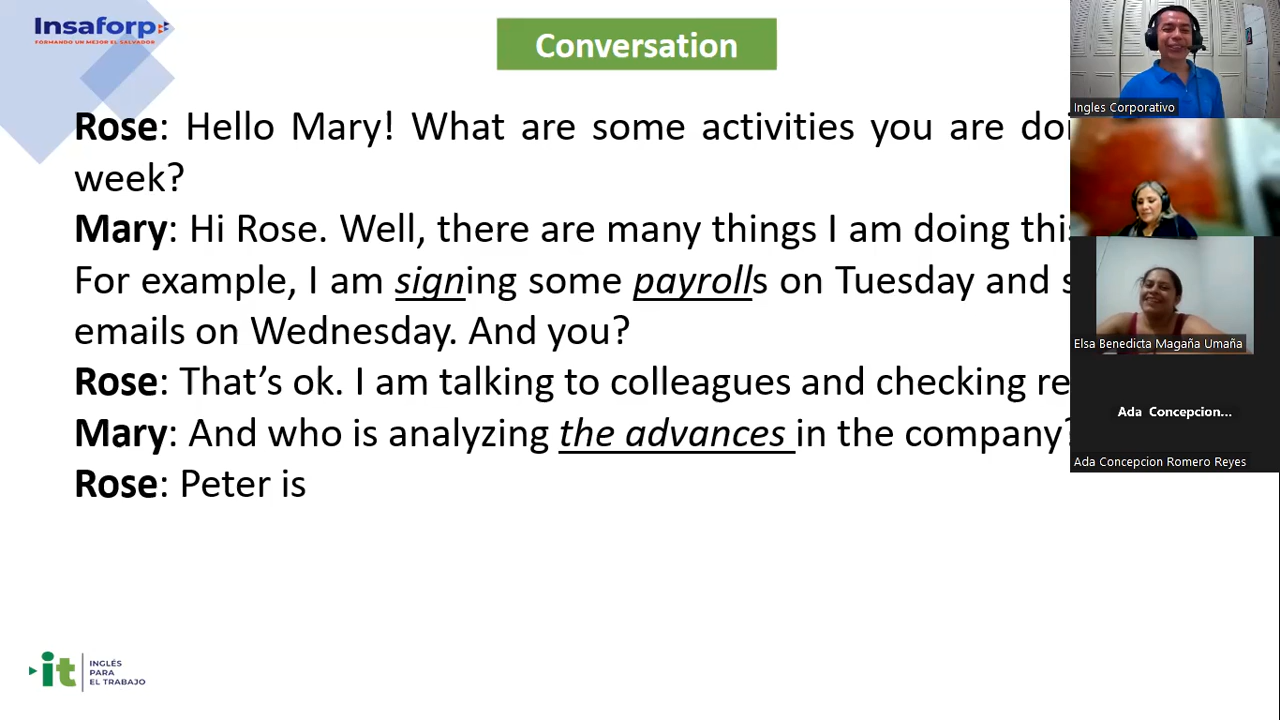 Insaforp
FORMANDO UN MEJOR EL SALVADOR
Conversation
Rose: Hello Mary! What are some activities you are doi
week?
Mary: Hi Rose. Well, there are many things I am doing this
For example, I am signing some payrolls on Tuesday and s
emails on Wednesday. And you?
Rose: That's ok. I am talking to colleagues and checking re
Mary: And who is analyzing the advances in the company?
Rose: Peter is
it
INGLÉS
PARA
EL TRABAJO
Ingles Corporativo
Elsa Benedicta Magaña Umaña
Ada Concepcion...
Ada Concepcion Romero Reyes